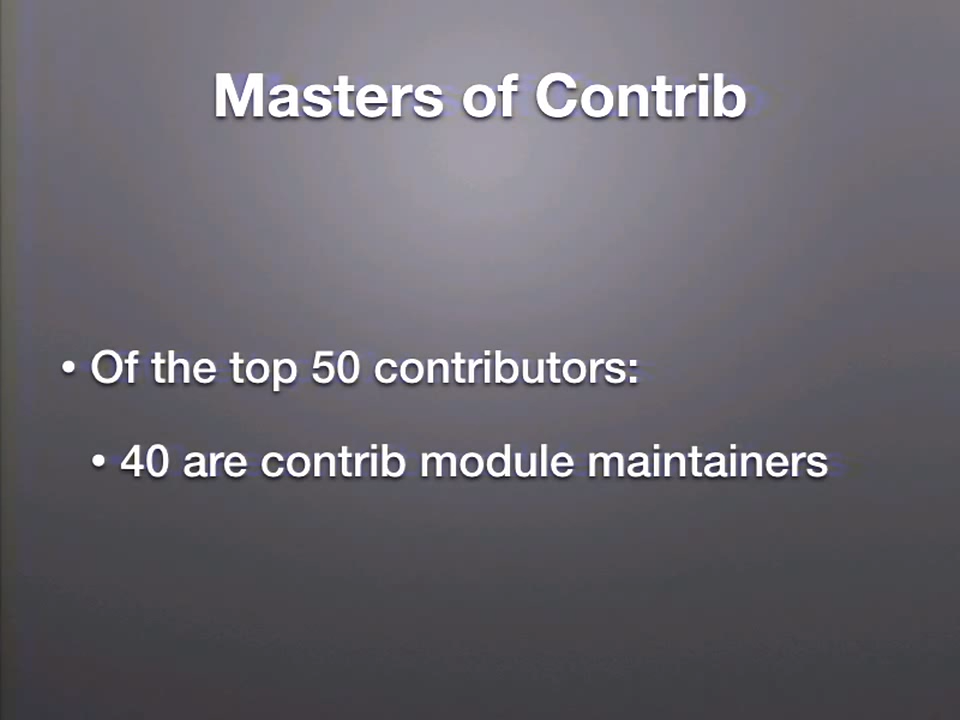 Masters of Contrib
• Of the top 50 contributors:
• 40 are contrib module maintainers